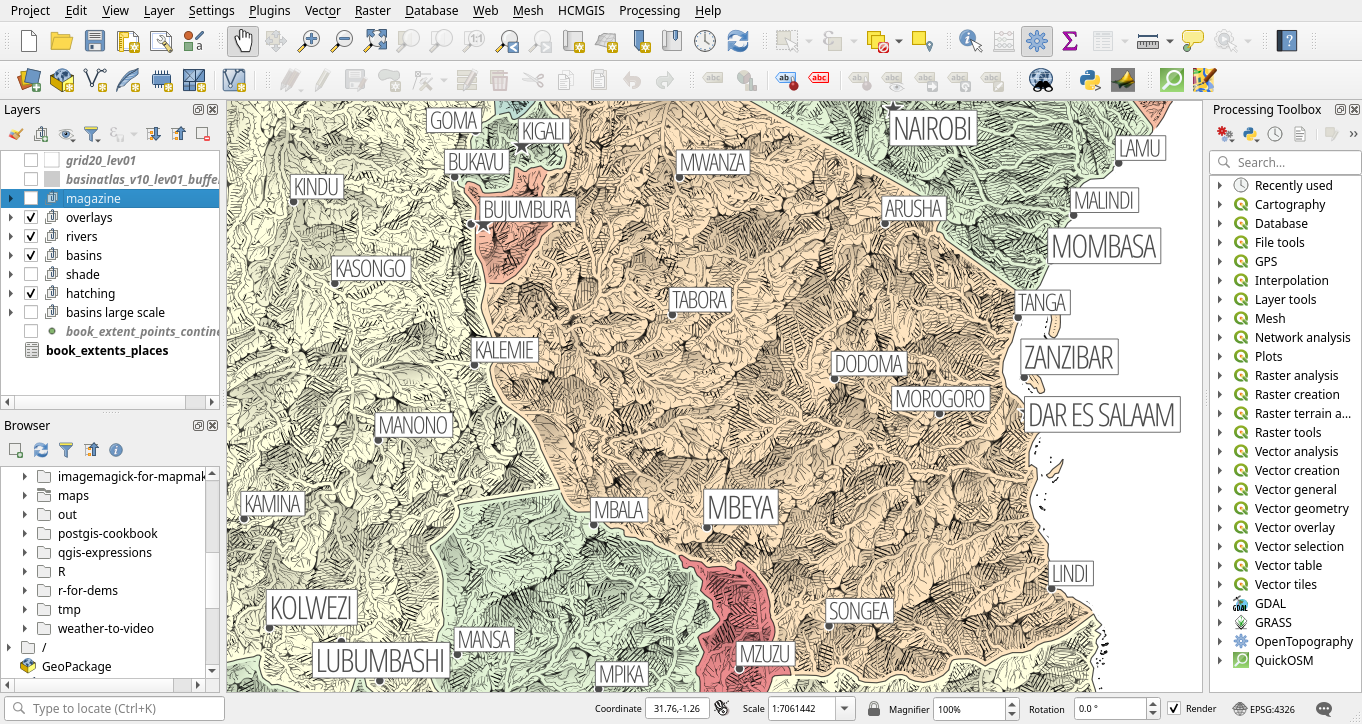 Project Edit View Layer Settings Plugins Vector Raster Database Web Mesh HCMGIS Processing Help
Layers
grid20_lev01
basinatlas_v10_lev01_buffe
magazine
overlays
rivers
basins
shade
hatching
basins large scale
book_extent_points_contine
book_extents_places
Browser
imagemagick-for-mapmak
maps
out
postgis-cookbook
qgis-expressions
R
r-for-dems
tmp
weather-to-video
/
GeoPackage
abc abc abc
GOMA
KIGALI
NAIROBI
LAMU
BUKAVU
MWANZA
KINDU
MALINDI
BUJUMBURA
ARUSHA
MOMBASA
KASONGO
TABORA
TANGA
KALEMIE
ZANZIBAR
DODOMA
MOROGORO
DAR ES SALAAM
MANONO
KAMINA
MBALA
MBEYA
LINDI
KOLWEZI
SONGEA
MANSA
LUBUMBASHI
MZUZU
MPIKA
Processing Toolbox
»
Search...
Recently used
Cartography
Database
File tools
GPS
Interpolation
Layer tools
Mesh
Network analysis
Plots
Raster analysis
Raster creation
Raster terrain a...
Raster tools
Vector analysis
Vector creation
Vector general
Vector geometry
Vector overlay
Vector selection
Vector table
Vector tiles
GDAL
GRASS
OpenTopography
QuickOSM
Type to locate (Ctrl+K)
Coordinate 31.76,-1.26 Scale 1:7061442 Magnifier 100% Rotation 0.0 ° Render EPSG:4326